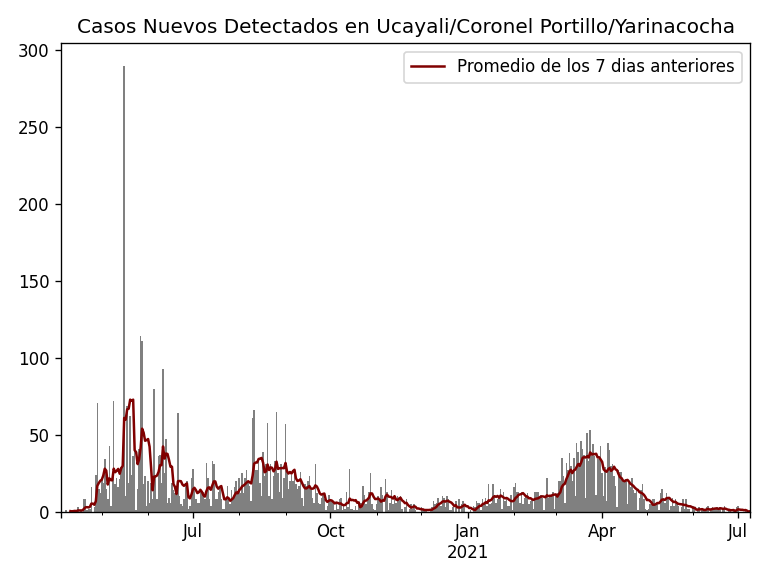 Casos Nuevos Detectados en Ucayali/Coronel Portillo/Yarinacocha
Promedio de los 7 dias anteriores
300
250
200
150
100
50
0
Jul
Oct
Jan
2021
Apr
Jul